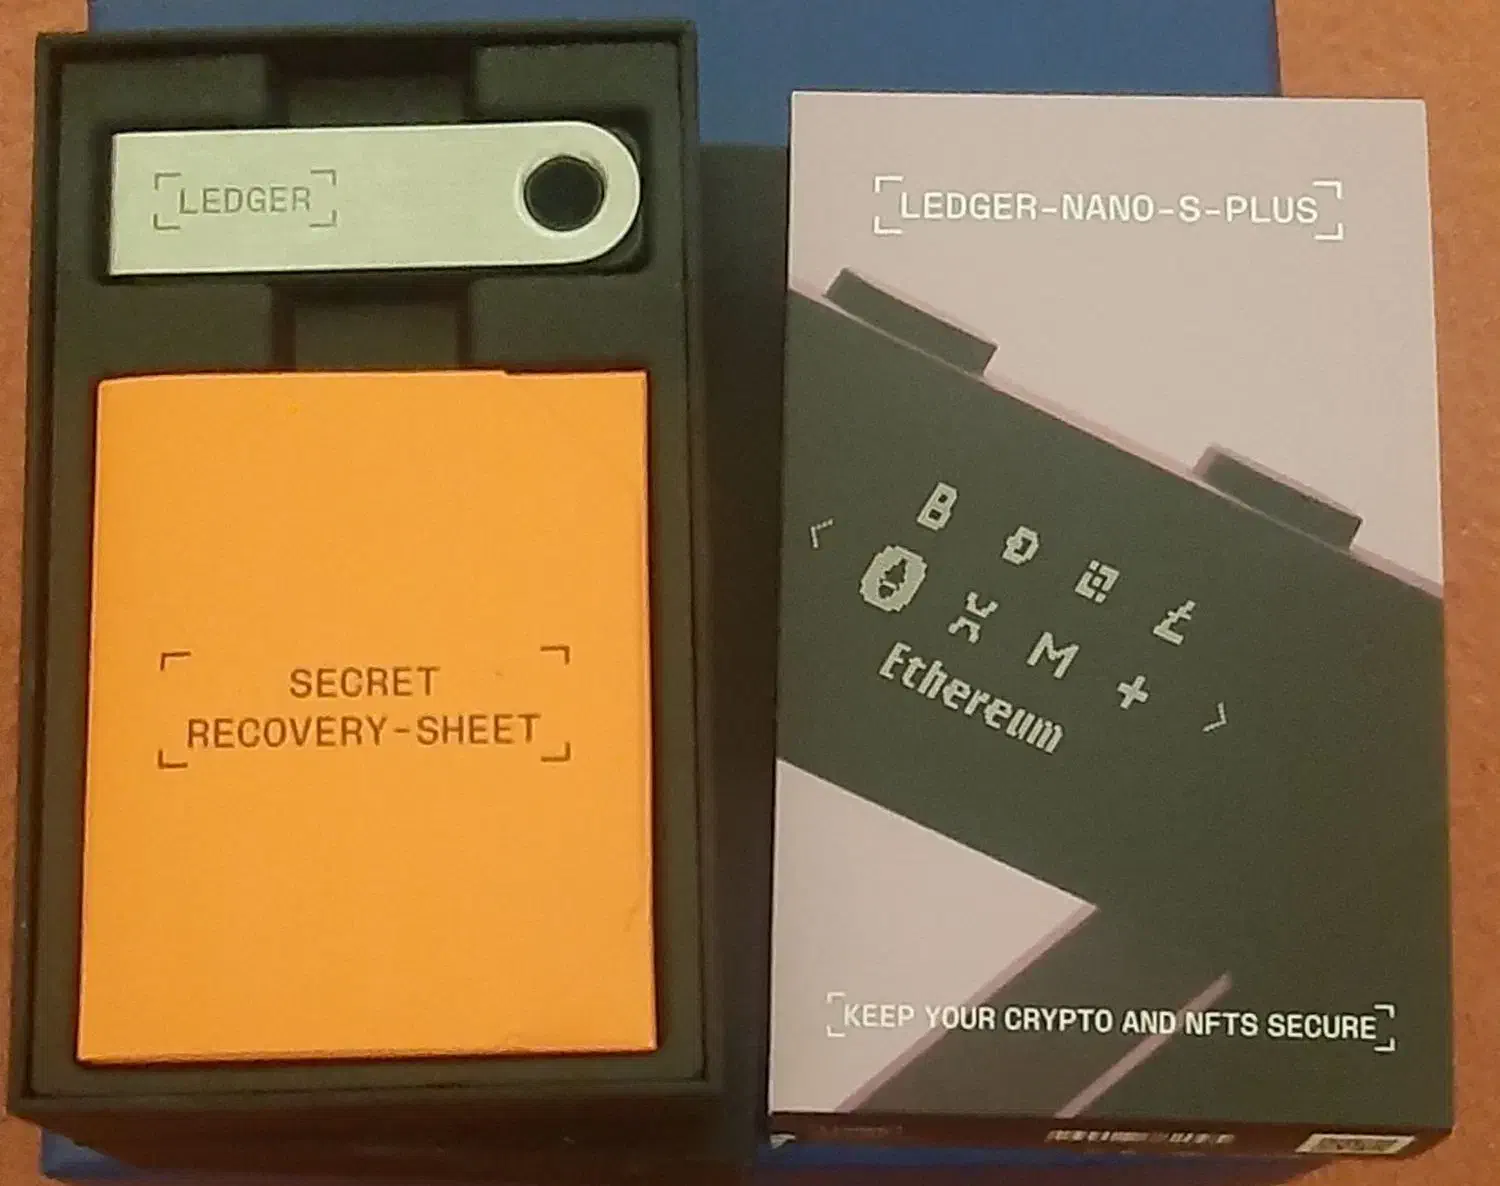 LEDGER
SECRET
RECOVERY-SHEET
LEDGER-NANO-S-PLUS
Ethereum
KEEP YOUR CRYPTO AND NFTS SECURE